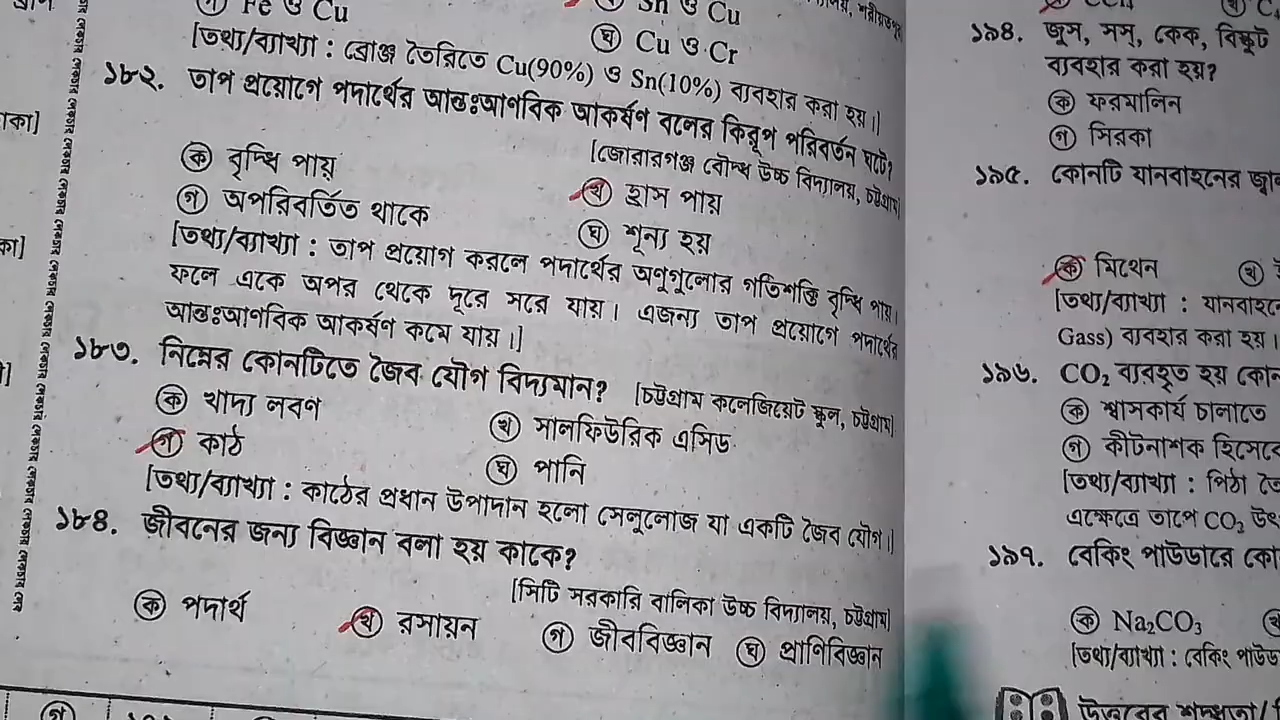 গ Fe ও Cu
Sn ও Cu
ঘ Cu ও Cr
[তথ্য/ব্যাখ্যা : ব্রোঞ্জ তৈরিতে Cu(90%) ও Sn(10%) ব্যবহার করা হয়।]
১৮২. তাপ প্রয়োগে পদার্থের আন্তঃআণবিক আকর্ষণ বলের কিরূপ পরিবর্তন ঘটে?
[জোরারগঞ্জ বৌদ্ধ উচ্চ বিদ্যালয়, চট্টগ্রাম]
ক বৃদ্ধি পায়
খ হ্রাস পায়
গ অপরিবর্তিত থাকে
ঘ শূন্য হয়
[তথ্য/ব্যাখ্যা : তাপ প্রয়োগ করলে পদার্থের অণুগুলোর গতিশক্তি বৃদ্ধি পায়।
ফলে একে অপর থেকে দূরে সরে যায়। এজন্য তাপ প্রয়োগে পদার্থের
আন্তঃআণবিক আকর্ষণ কমে যায়।]
১৮৩. নিম্নের কোনটিতে জৈব যৌগ বিদ্যমান? [চট্টগ্রাম কলেজিয়েট স্কুল, চট্টগ্রাম]
ক খাদ্য লবণ
খ সালফিউরিক এসিড
গ কাঠ
ঘ পানি
[তথ্য/ব্যাখ্যা : কাঠের প্রধান উপাদান হলো সেলুলোজ যা একটি জৈব যৌগ।]
১৮৪. জীবনের জন্য বিজ্ঞান বলা হয় কাকে?
[সিটি সরকারি বালিকা উচ্চ বিদ্যালয়, চট্টগ্রাম]
ক পদার্থ খ রসায়ন গ জীববিজ্ঞান ঘ প্রাণিবিজ্ঞান
১৯৪. জুস, সস্, কেক, বিস্কুট
ব্যবহার করা হয়?
ক ফরমালিন
গ সিরকা
১৯৫. কোনটি যানবাহনের
ক মিথেন খ
[তথ্য/ব্যাখ্যা :
Gass) ব্যবহার করা হয়।
১৯৬. CO₂ ব্যবহৃত হয়
ক শ্বাসকার্য চালাতে
গ কীটনাশক হিসেবে
[তথ্য/ব্যাখ্যা : পিঠা
এক্ষেত্রে তাপে CO₂
১৯৭. বেকিং পাউডারে
ক Na₂CO₃
[তথ্য/ব্যাখ্যা : বেকিং